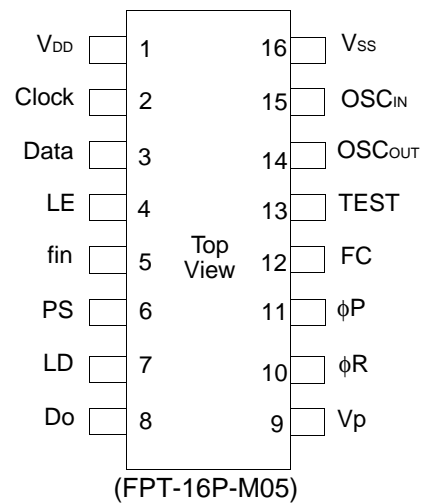 VDD 1 16 VSS
Clock 2 15 OSCIN
Data 3 14 OSCOUT
LE 4 13 TEST
fin 5 Top View 12 FC
PS 6 11 ϕP
LD 7 10 ϕR
Do 8 9 Vp
(FPT-16P-M05)